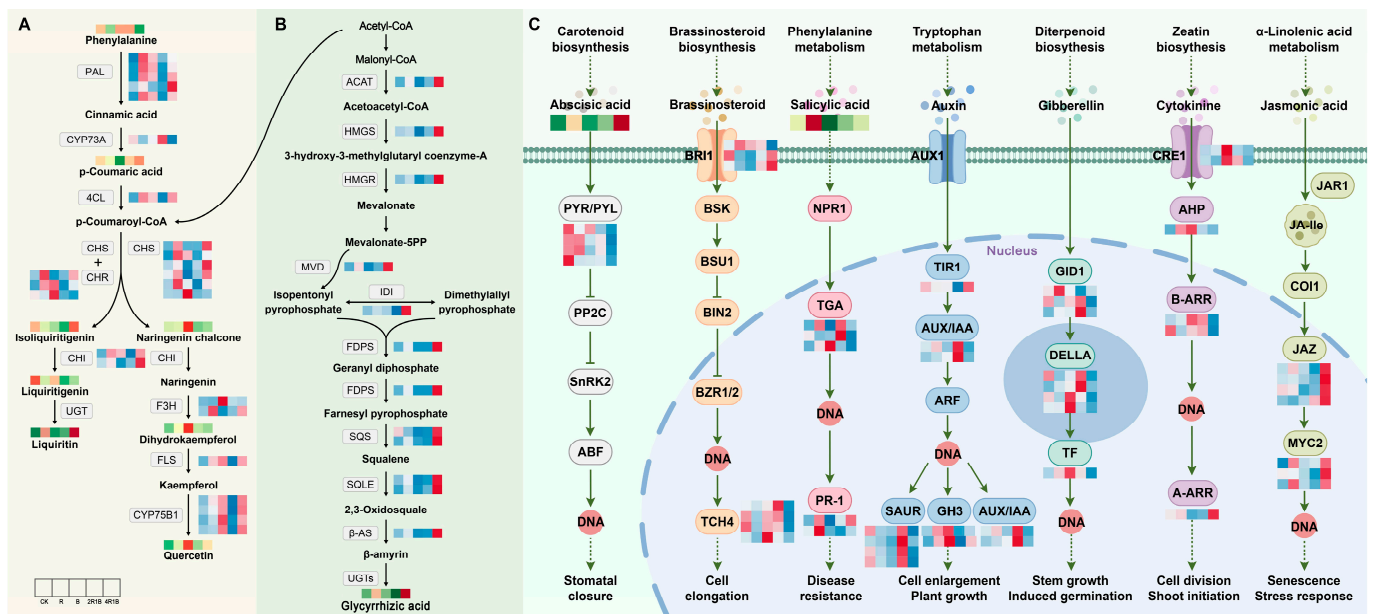 A
Phenylalanine
PAL
Cinnamic acid
CYP73A
p-Coumaric acid
4CL
p-Coumaroyl-CoA
CHS
+
CHR
CHS
Isoliquiritigenin
Naringenin chalcone
CHI
CHI
Liquiritigenin
Naringenin
UGT
F3H
Liquiritin
Dihydrokaempferol
FLS
Kaempferol
CYP75B1
Quercetin
CK R B 2R1B 4R1B
B
Acetyl-CoA
Malonyl-CoA
ACAT
Acetoacetyl-CoA
HMGS
3-hydroxy-3-methylglutaryl coenzyme-A
HMGR
Mevalonate
Mevalonate-5PP
MVD
IDI
Isopentonyl
pyrophosphate
Dimethylallyl
pyrophosphate
FDPS
Geranyl diphosphate
FDPS
Farnesyl pyrophosphate
SQS
Squalene
SQLE
2,3-Oxidosquale
β-AS
β-amyrin
UGTs
Glycyrrhizic acid
C
Carotenoid
biosynthesis
Abscisic acid
PYR/PYL
PP2C
SnRK2
ABF
DNA
Stomatal
closure
Brassinosteroid
biosynthesis
Brassinosteroid
BRI1
BSK
BSU1
BIN2
BZR1/2
DNA
TCH4
Cell
elongation
Phenylalanine
metabolism
Salicylic acid
NPR1
TGA
DNA
PR-1
Disease
resistance
Tryptophan
metabolism
Auxin
AUX1
Nucleus
TIR1
AUX/IAA
ARF
DNA
SAUR
GH3
AUX/IAA
Cell enlargement
Plant growth
Diterpenoid
biosythesis
Gibberellin
GID1
DELLA
TF
DNA
Stem growth
Induced germination
Zeatin
biosythesis
Cytokinine
CRE1
AHP
B-ARR
DNA
A-ARR
Cell division
Shoot initiation
α-Linolenic acid
metabolism
Jasmonic acid
JAR1
JA-Ile
COI1
JAZ
MYC2
DNA
Senescence
Stress response